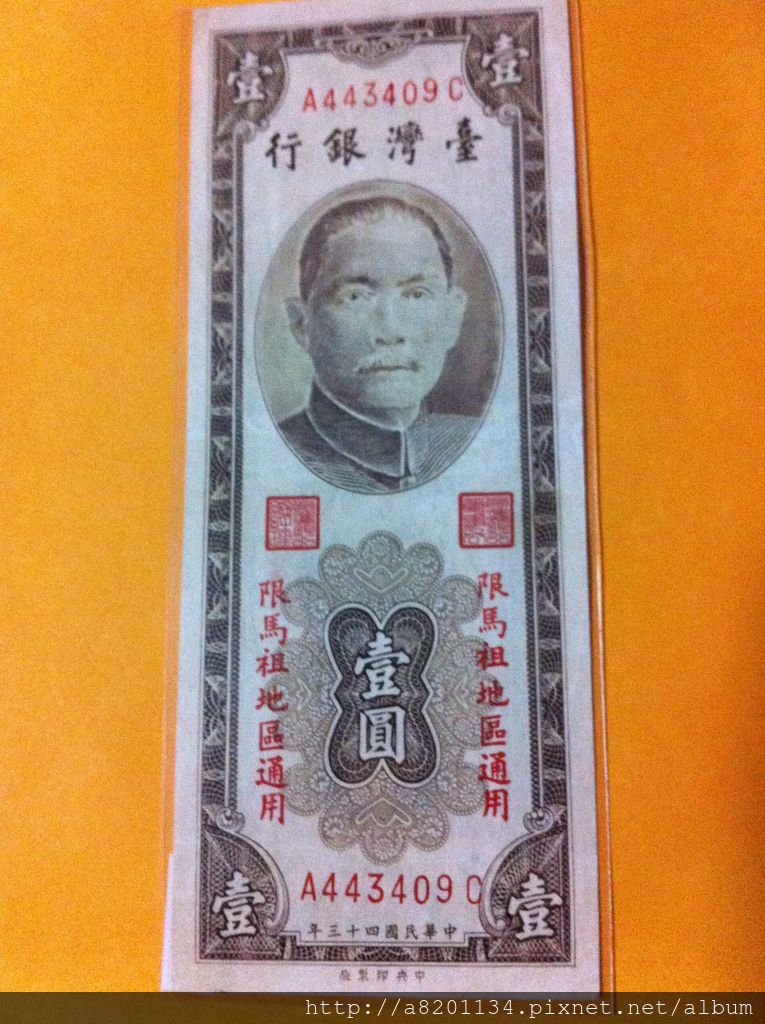 壹 壹
A443409C
臺灣銀行
限馬祖地區通用
限馬祖地區通用
壹圓
A443409C
壹 壹
中華民國四十三年
中央印製廠
http://a8201134.pixnet.net/album